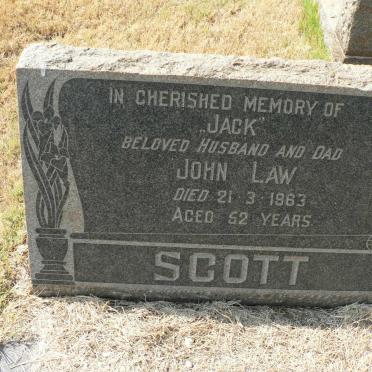 IN CHERISHED MEMORY OF
„JACK"
BELOVED HUSBAND AND DAD
JOHN LAW
DIED 21·3·1963
AGED 52 YEARS
SCOTT